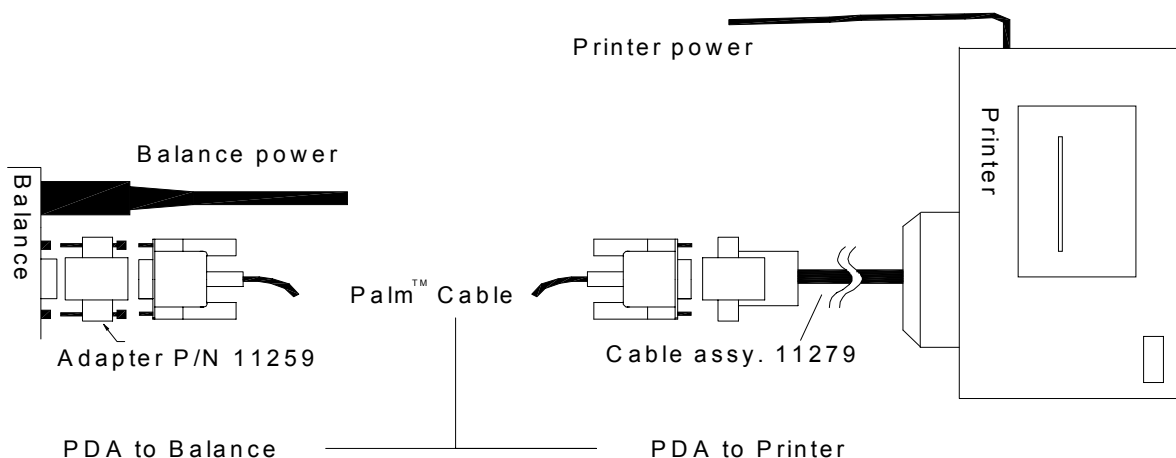 Printer power
Printer
Balance power
Balance
Palm™ Cable
Adapter P/N 11259
Cable assy. 11279
PDA to Balance
PDA to Printer